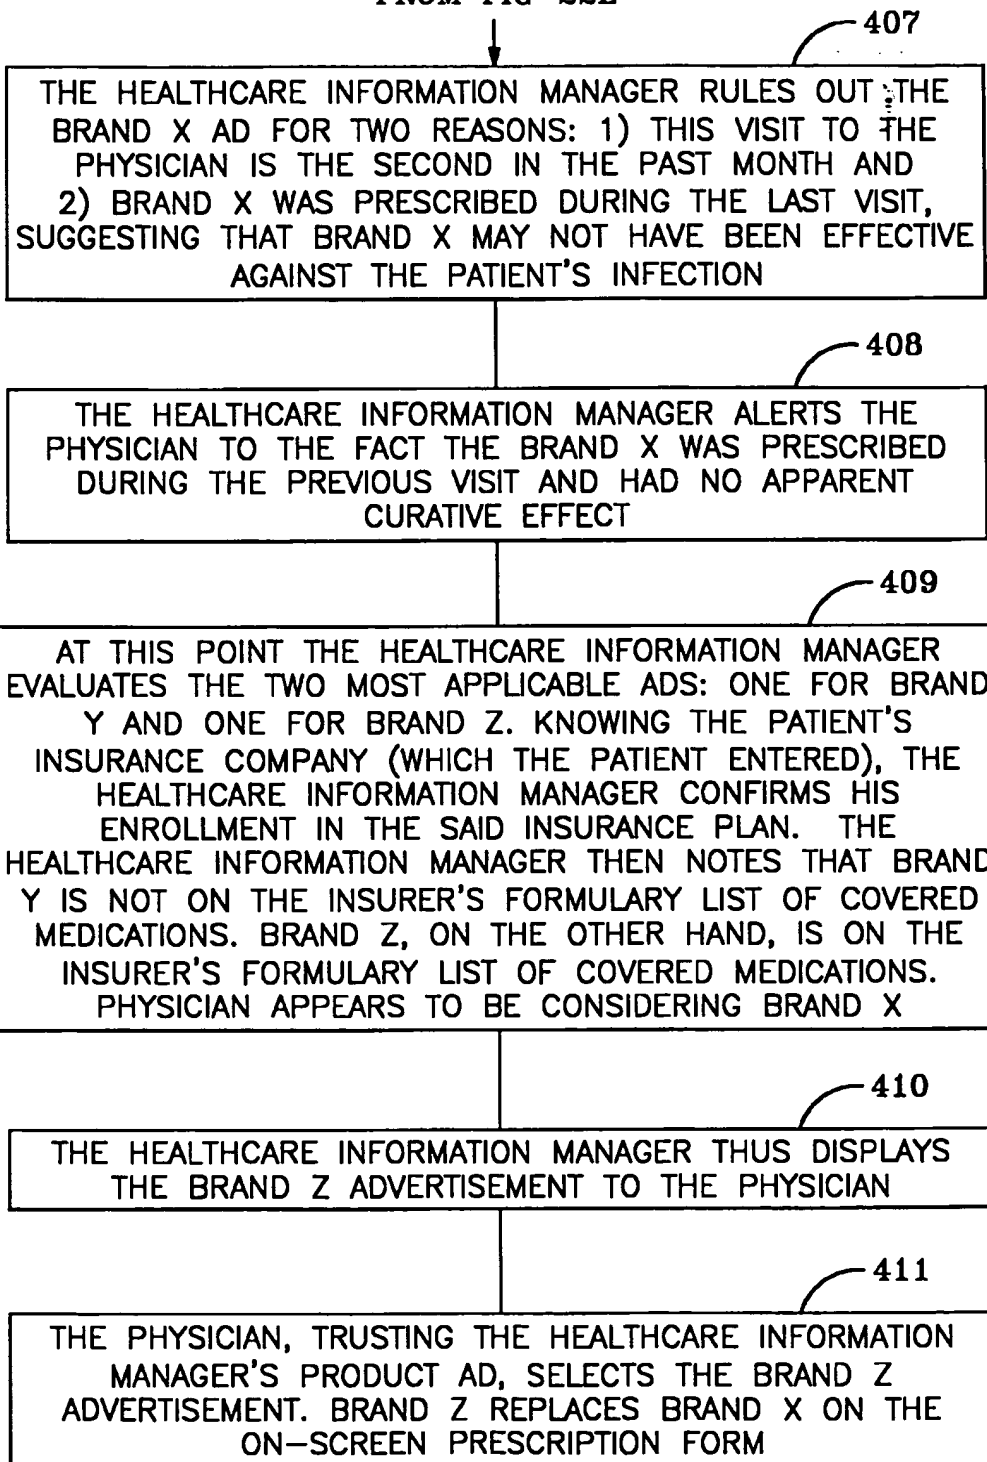 FROM FIG 22E
407
THE HEALTHCARE INFORMATION MANAGER RULES OUT THE
BRAND X AD FOR TWO REASONS: 1) THIS VISIT TO THE
PHYSICIAN IS THE SECOND IN THE PAST MONTH AND
2) BRAND X WAS PRESCRIBED DURING THE LAST VISIT,
SUGGESTING THAT BRAND X MAY NOT HAVE BEEN EFFECTIVE
AGAINST THE PATIENT'S INFECTION
408
THE HEALTHCARE INFORMATION MANAGER ALERTS THE
PHYSICIAN TO THE FACT THE BRAND X WAS PRESCRIBED
DURING THE PREVIOUS VISIT AND HAD NO APPARENT
CURATIVE EFFECT
409
AT THIS POINT THE HEALTHCARE INFORMATION MANAGER
EVALUATES THE TWO MOST APPLICABLE ADS: ONE FOR BRAND
Y AND ONE FOR BRAND Z. KNOWING THE PATIENT'S
INSURANCE COMPANY (WHICH THE PATIENT ENTERED), THE
HEALTHCARE INFORMATION MANAGER CONFIRMS HIS
ENROLLMENT IN THE SAID INSURANCE PLAN. THE
HEALTHCARE INFORMATION MANAGER THEN NOTES THAT BRAND
Y IS NOT ON THE INSURER'S FORMULARY LIST OF COVERED
MEDICATIONS. BRAND Z, ON THE OTHER HAND, IS ON THE
INSURER'S FORMULARY LIST OF COVERED MEDICATIONS.
PHYSICIAN APPEARS TO BE CONSIDERING BRAND X
410
THE HEALTHCARE INFORMATION MANAGER THUS DISPLAYS
THE BRAND Z ADVERTISEMENT TO THE PHYSICIAN
411
THE PHYSICIAN, TRUSTING THE HEALTHCARE INFORMATION
MANAGER'S PRODUCT AD, SELECTS THE BRAND Z
ADVERTISEMENT. BRAND Z REPLACES BRAND X ON THE
ON-SCREEN PRESCRIPTION FORM